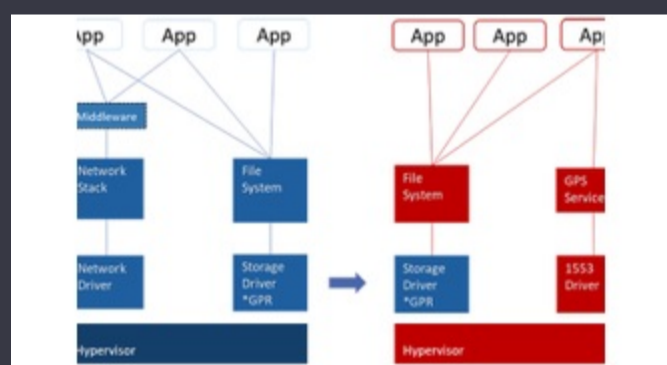 App
App
App
Middleware
Network
Stack
File
System
Network
Driver
Storage
Driver
*GPR
Hypervisor
App
App
App
File
System
GPS
Service
Storage
Driver
*GPR
1553
Driver
Hypervisor